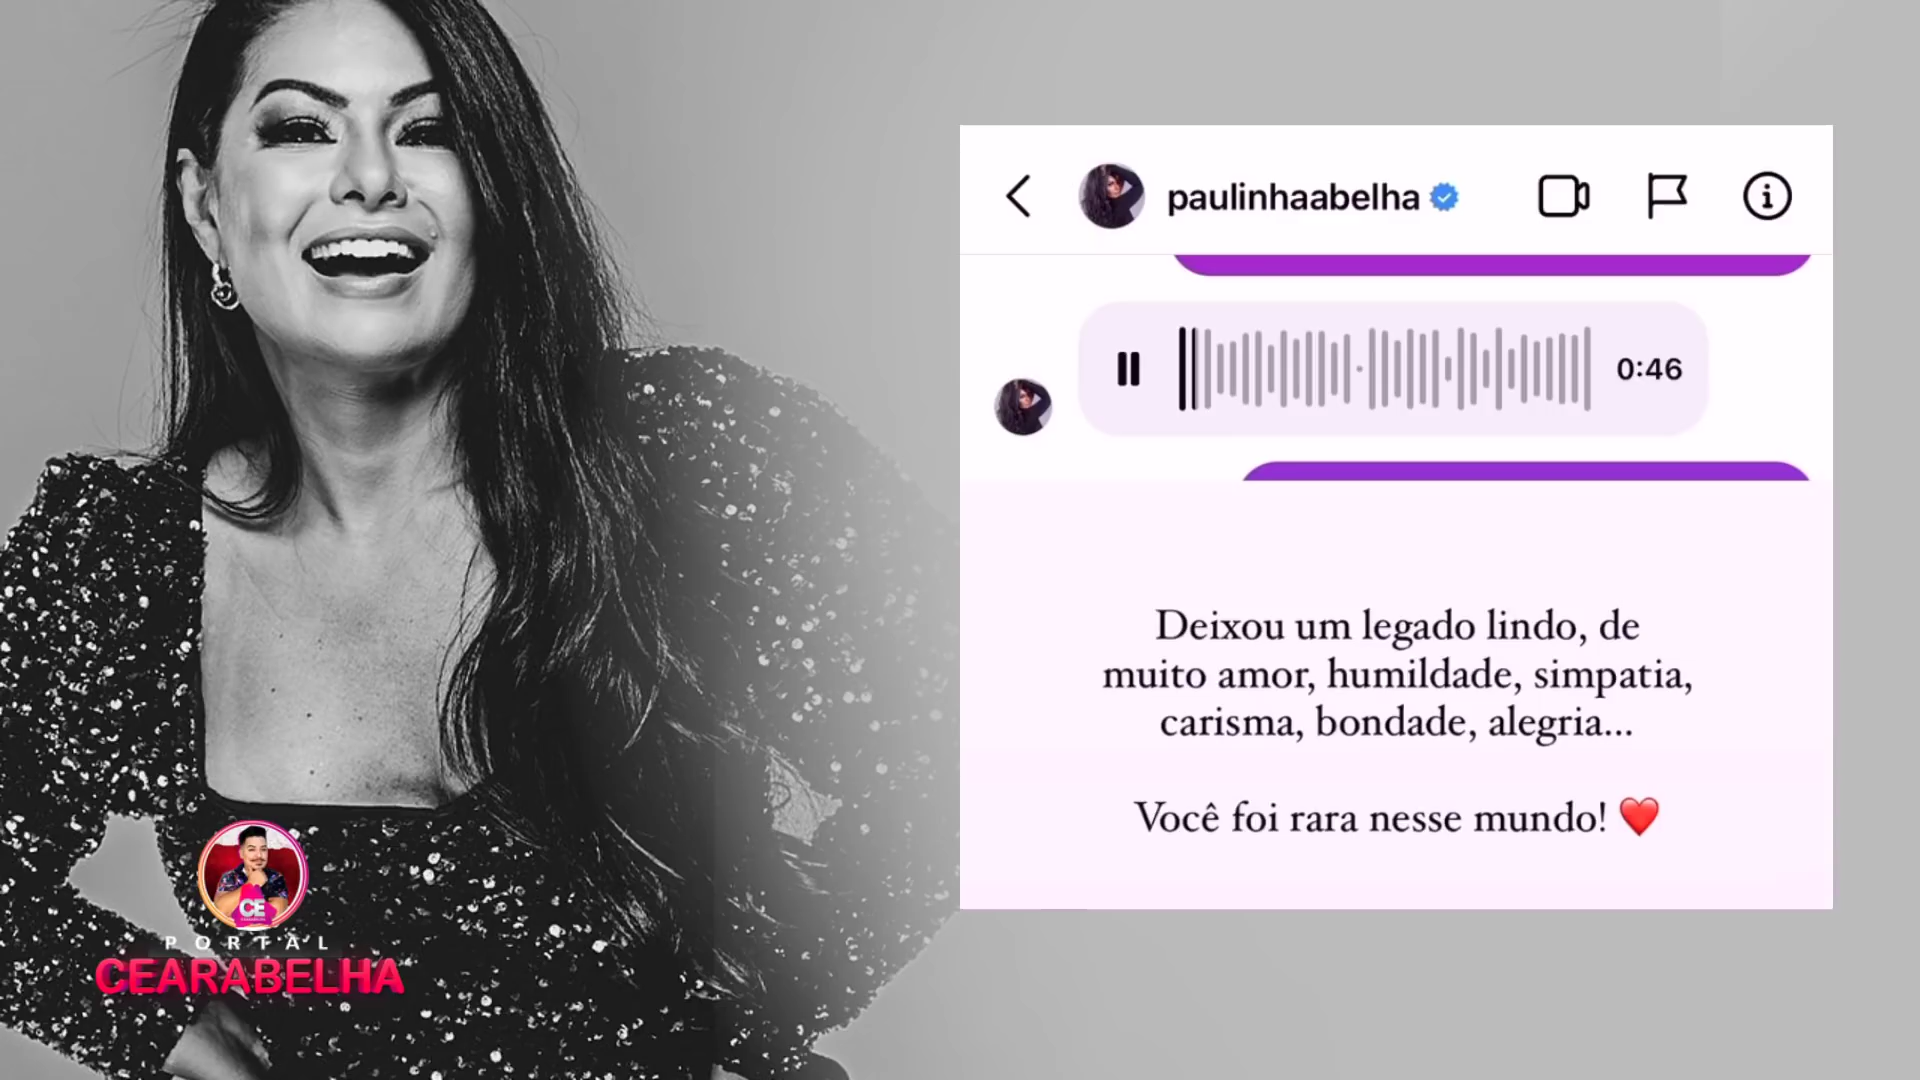 paulinhaabelha
0:46
Deixou um legado lindo, de
muito amor, humildade, simpatia,
carisma, bondade, alegria...
Você foi rara nesse mundo! ❤️
CE
PORTAL
CEARABELHA